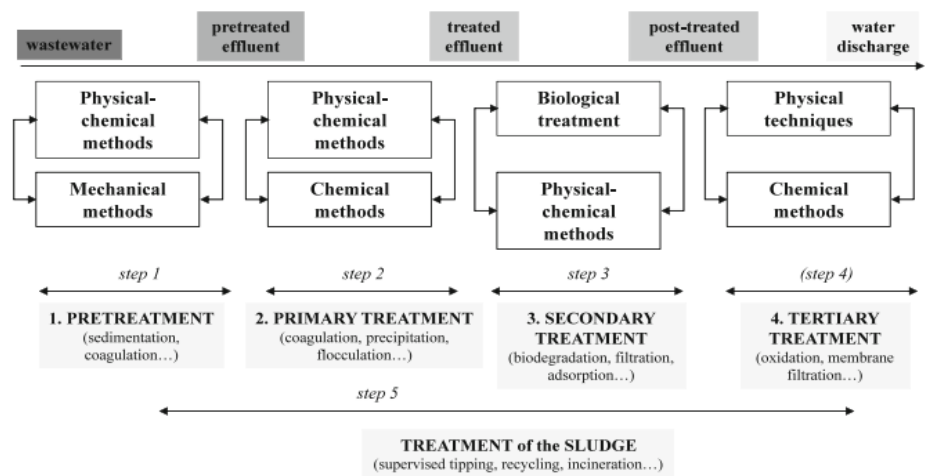 wastewater
pretreated
effluent
treated
effluent
post-treated
effluent
water
discharge
Physical-
chemical
methods
Mechanical
methods
Physical-
chemical
methods
Chemical
methods
Biological
treatment
Physical-
chemical
methods
Physical
techniques
Chemical
methods
step 1
step 2
step 3
(step 4)
1. PRETREATMENT
(sedimentation,
coagulation…)
2. PRIMARY TREATMENT
(coagulation, precipitation,
flocculation…)
3. SECONDARY
TREATMENT
(biodegradation, filtration,
adsorption…)
4. TERTIARY
TREATMENT
(oxidation, membrane
filtration…)
step 5
TREATMENT of the SLUDGE
(supervised tipping, recycling, incineration…)